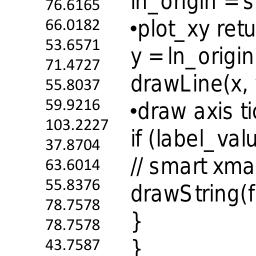 76.6165
66.0182
53.6571
71.4727
55.8037
59.9216
103.2227
37.8704
63.6014
55.8376
78.7578
78.7578
43.7587
ln_origin = s
•plot_xy retu
y = ln_origin
drawLine(x,
•draw axis tic
if (label_valu
// smart xma
drawString(f
}
}